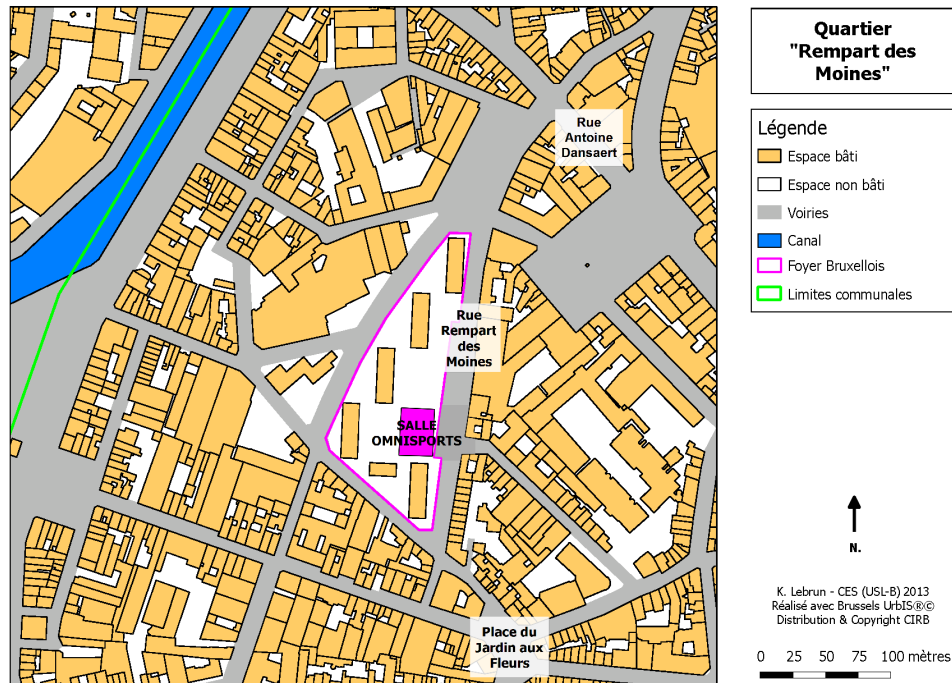 Quartier
"Rempart des
Moines"
Légende
Espace bâti
Espace non bâti
Voiries
Canal
Foyer Bruxellois
Limites communales
Rue
Antoine
Dansaert
Rue
Rempart
des
Moines
SALLE
OMNISPORTS
Place du
Jardin aux
Fleurs
N.
K. Lebrun - CES (USL-B) 2013
Réalisé avec Brussels UrbIS®©
Distribution & Copyright CIRB
0 25 50 75 100 mètres